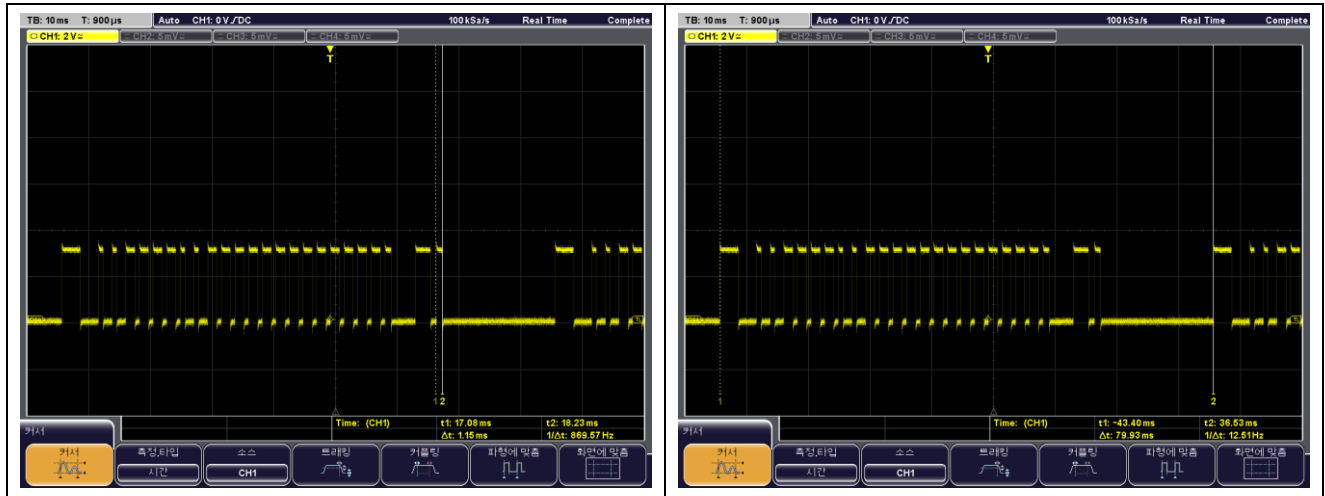 TB: 10 ms T: 900 µs Auto CH1: 0 V DC 100 kSa/s Real Time Complete
CH1: 2 V CH2: 5 mV CH3: 5 mV CH4: 5 mV
T
1 2
커서 Time: (CH1) t1: 17.08 ms t2: 18.23 ms
Δt: 1.15 ms 1/Δt: 869.57 Hz
커서 측정.타입 소스 트래킹 커플링 파형에 맞춤 화면에 맞춤
시간 CH1
TB: 10 ms T: 900 µs Auto CH1: 0 V DC 100 kSa/s Real Time Complete
CH1: 2 V CH2: 5 mV CH3: 5 mV CH4: 5 mV
T
1 2
커서 Time: (CH1) t1: -43.40 ms t2: 36.53 ms
Δt: 79.93 ms 1/Δt: 12.51 Hz
커서 측정.타입 소스 트래킹 커플링 파형에 맞춤 화면에 맞춤
시간 CH1